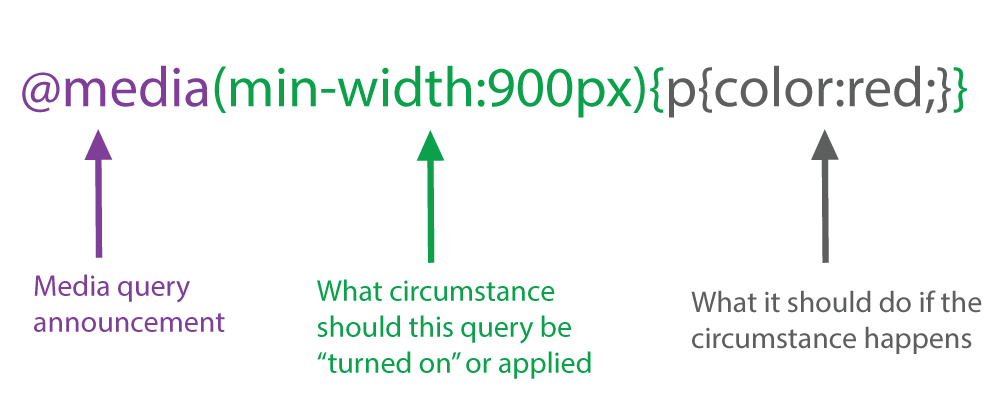 @media(min-width:900px){p{color:red;}}
Media query
announcement
What circumstance
should this query be
“turned on” or applied
What it should do if the
circumstance happens